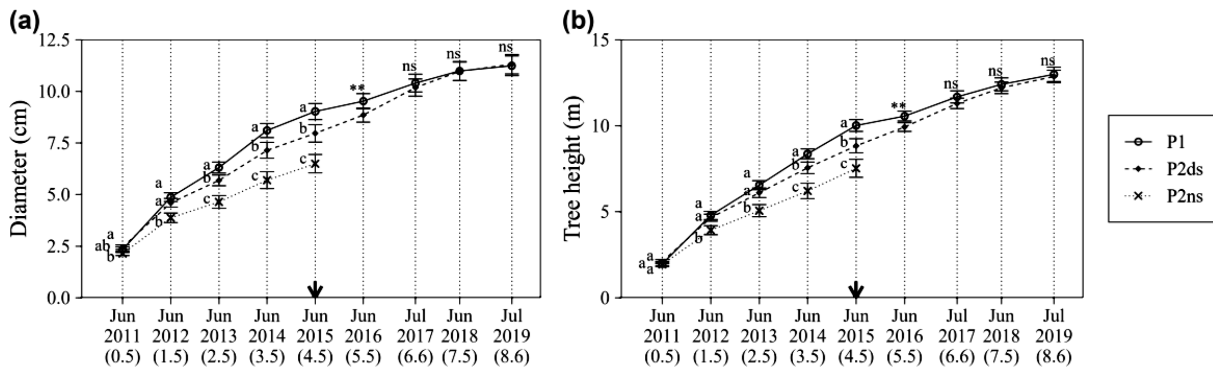 (a)
12.5
10.0
7.5
5.0
2.5
0.0
Diameter (cm)
a
ab
b
a
a
b
a
b
c
a
b
c
a
b
c
**
ns
ns
ns
Jun Jun Jun Jun Jun Jun Jul Jun Jul
2011 2012 2013 2014 2015 2016 2017 2018 2019
(0.5) (1.5) (2.5) (3.5) (4.5) (5.5) (6.6) (7.5) (8.6)
(b)
15
10
5
0
Tree height (m)
a
a
a
a
a
b
a
a
b
a
b
c
a
b
c
**
ns
ns
ns
Jun Jun Jun Jun Jun Jun Jul Jun Jul
2011 2012 2013 2014 2015 2016 2017 2018 2019
(0.5) (1.5) (2.5) (3.5) (4.5) (5.5) (6.6) (7.5) (8.6)
P1
P2ds
P2ns